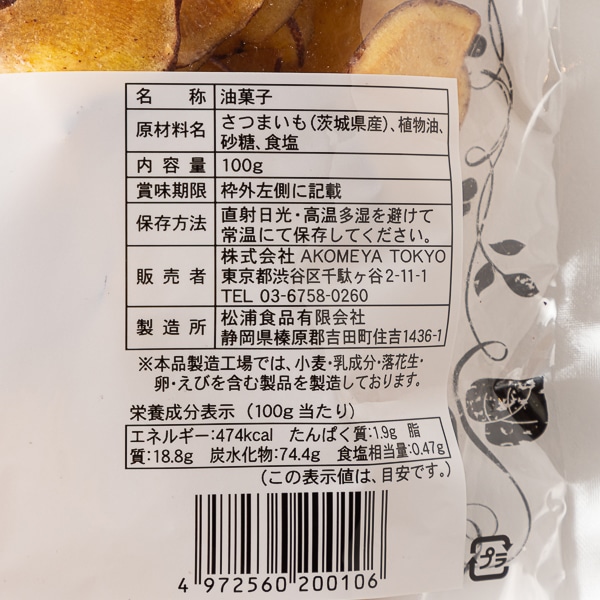 名称 油菓子
原材料名 さつまいも(茨城県産)、植物油、
砂糖、食塩
内容量 100g
賞味期限 枠外左側に記載
保存方法 直射日光・高温多湿を避けて
常温にて保存してください。
販売者 株式会社 AKOMEYA TOKYO
東京都渋谷区千駄ヶ谷2-11-1
TEL 03-6758-0260
製造所 松浦食品有限会社
静岡県榛原郡吉田町住吉1436-1
※本品製造工場では、小麦・乳成分・落花生・
卵・えびを含む製品を製造しております。
栄養成分表示(100g当たり)
エネルギー:474kcal たんぱく質:1.9g 脂
質:18.8g 炭水化物:74.4g 食塩相当量:0.47g
(この表示値は、目安です。)
4 972560 200106
プラ